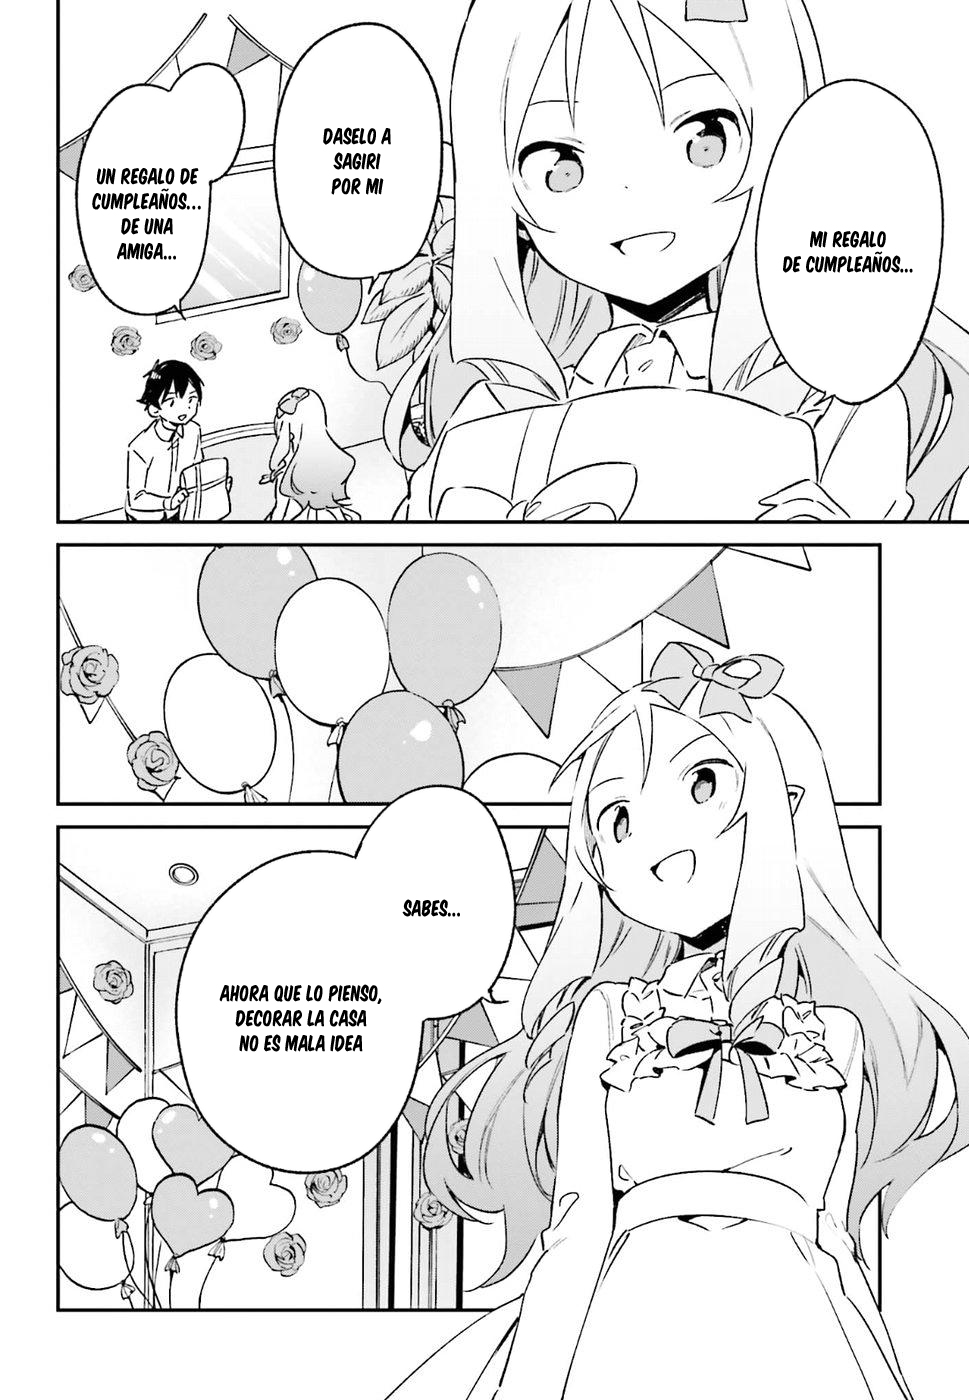 MI REGALO
DE CUMPLEAÑOS...
DASELO A
SAGIRI
POR MI
UN REGALO DE
CUMPLEAÑOS...
DE UNA
AMIGA...
SABES...
AHORA QUE LO PIENSO,
DECORAR LA CASA
NO ES MALA IDEA